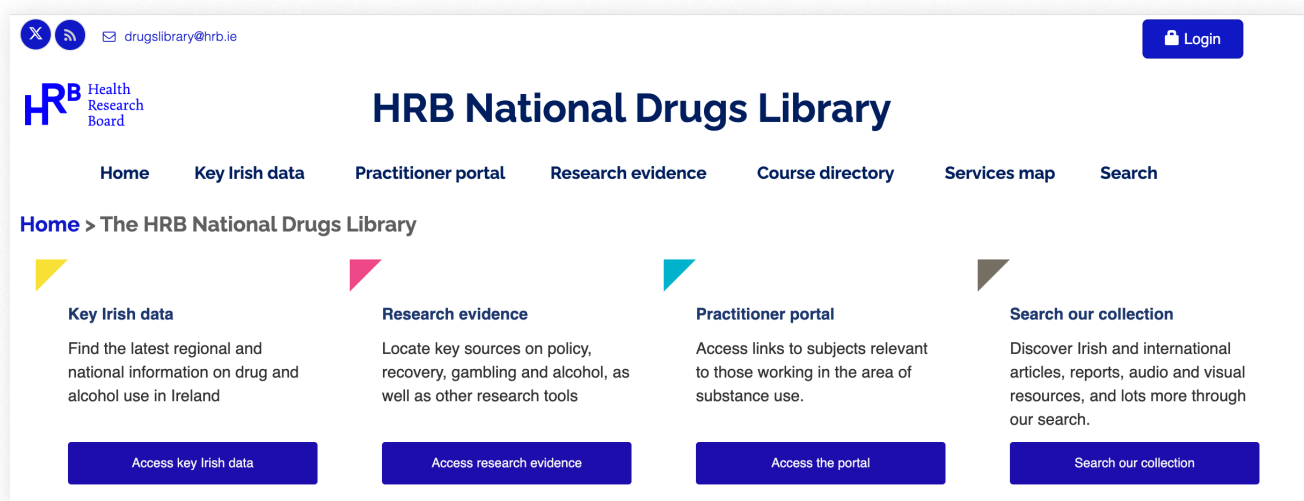 drugslibrary@hrb.ie
Login
HRB Health
Research
Board
HRB National Drugs Library
Home Key Irish data Practitioner portal Research evidence Course directory Services map Search
Home > The HRB National Drugs Library
Key Irish data
Find the latest regional and
national information on drug and
alcohol use in Ireland
Access key Irish data
Research evidence
Locate key sources on policy,
recovery, gambling and alcohol, as
well as other research tools
Access research evidence
Practitioner portal
Access links to subjects relevant
to those working in the area of
substance use.
Access the portal
Search our collection
Discover Irish and international
articles, reports, audio and visual
resources, and lots more through
our search.
Search our collection